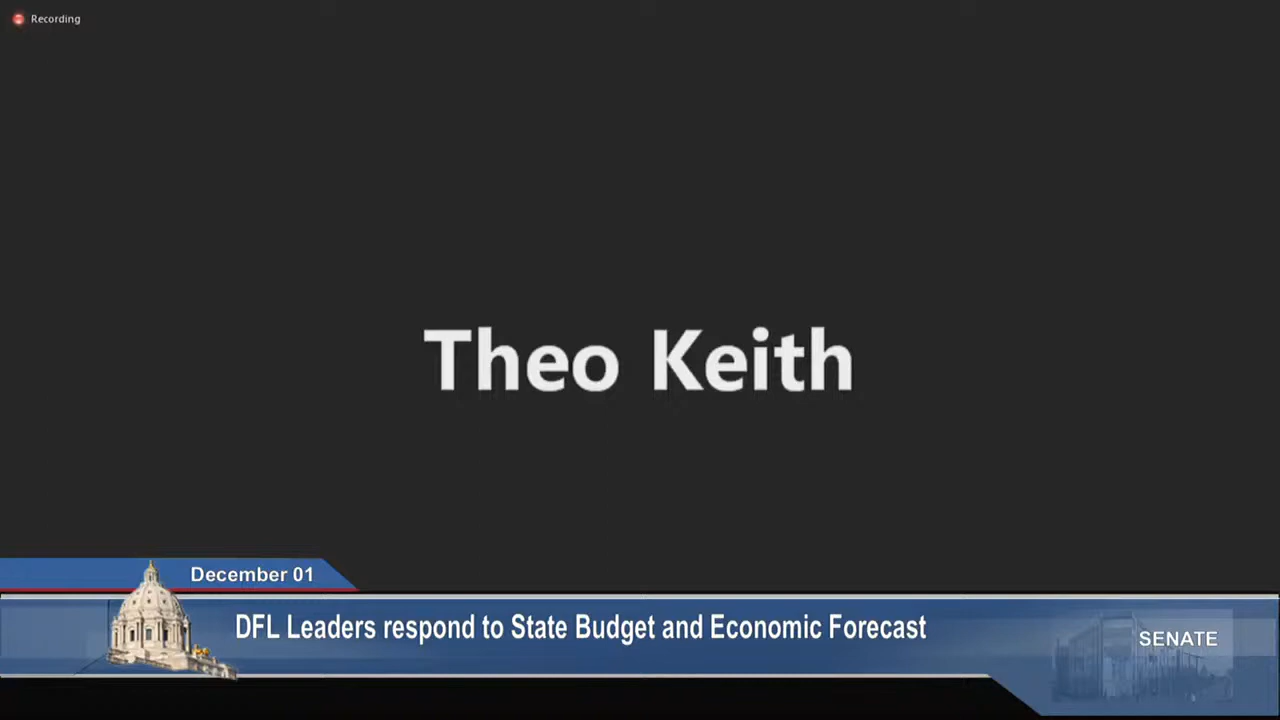 Recording
Theo Keith
December 01
DFL Leaders respond to State Budget and Economic Forecast
SENATE